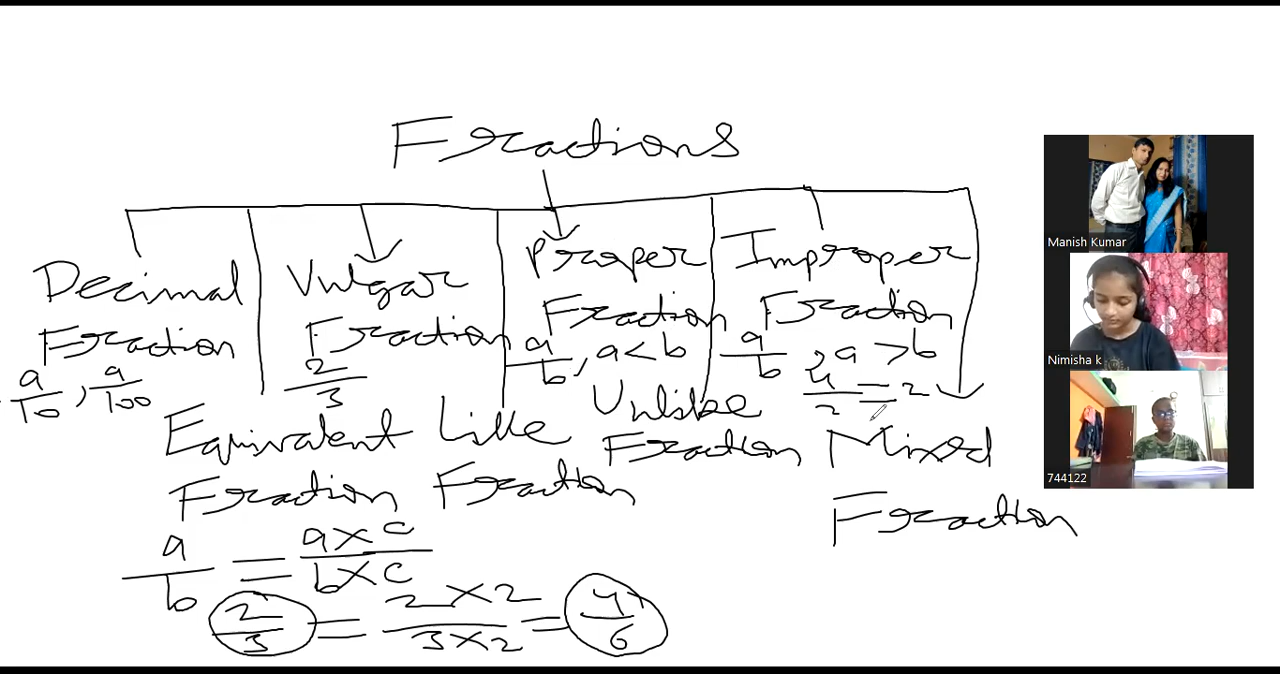 Fractions
Decimal
Fraction
a/10, a/100
Vulgar
Fraction
2/3
Proper
Fraction
a/b, a<b
Improper
Fraction
a/b, a>b
4/2=2
Equivalent
Fraction
Like
Fraction
Unlike
Fraction
Mixed
Fraction
a/b = a×c/b×c
2/3 = 2×2/3×2 = 4/6
Manish Kumar
Nimisha k
744122